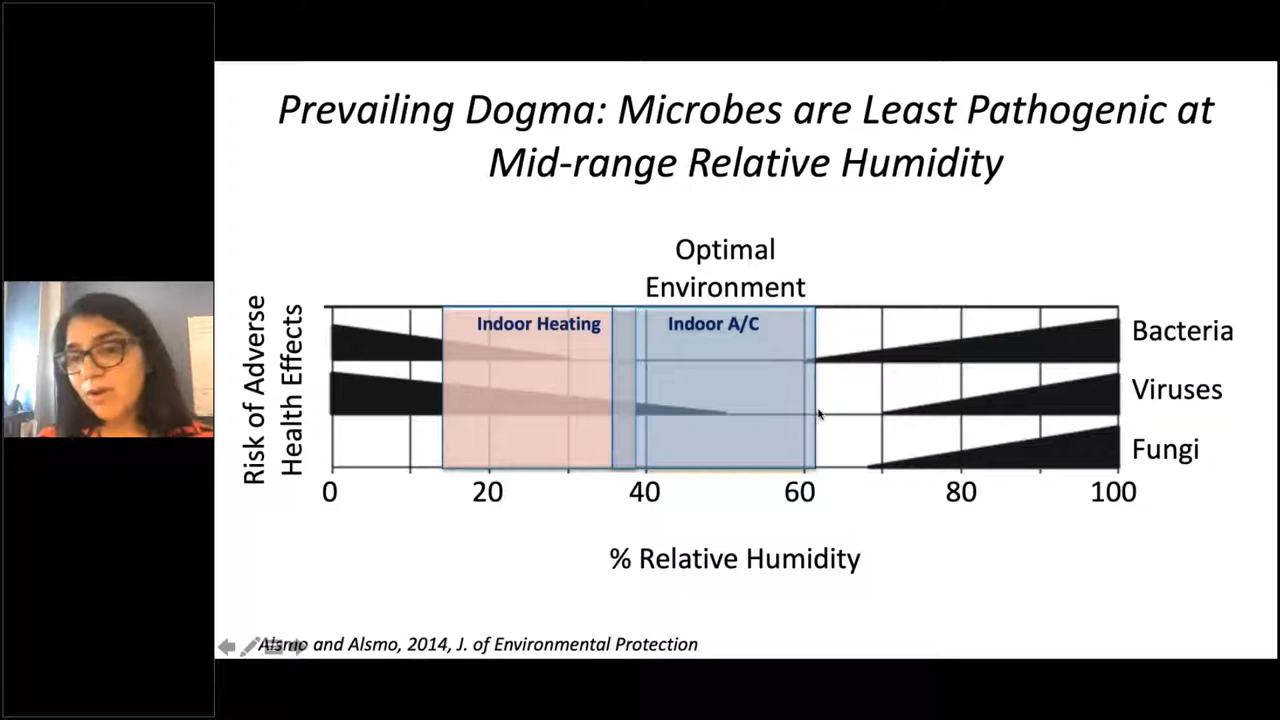 Prevailing Dogma: Microbes are Least Pathogenic at
Mid-range Relative Humidity
Optimal
Environment
Risk of Adverse
Health Effects
Indoor Heating
Indoor A/C
Bacteria
Viruses
Fungi
0 20 40 60 80 100
% Relative Humidity
Alsmo and Alsmo, 2014, J. of Environmental Protection